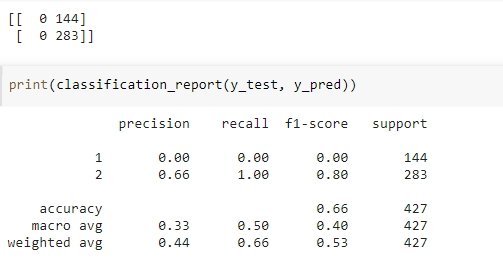 [[  0 144]
 [  0 283]]
print(classification_report(y_test, y_pred))
              precision    recall  f1-score   support
           1       0.00      0.00      0.00       144
           2       0.66      1.00      0.80       283
    accuracy                           0.66       427
   macro avg       0.33      0.50      0.40       427
weighted avg       0.44      0.66      0.53       427